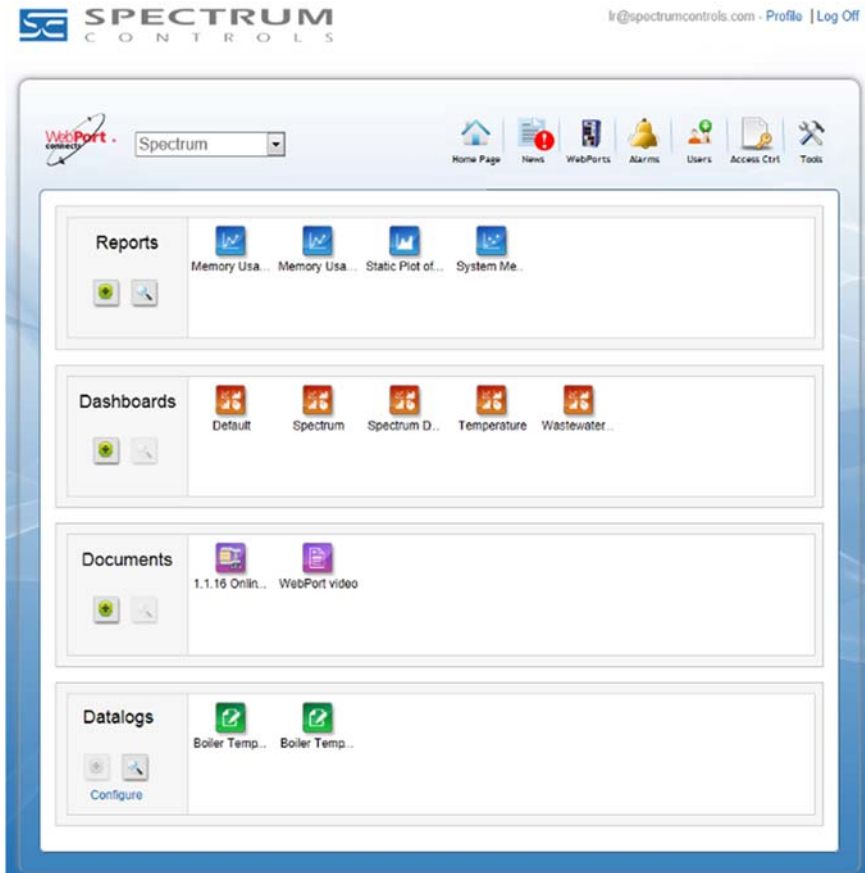 SPECTRUM
CONTROLS
lr@spectrumcontrols.com - Profile | Log Off
WebPort
connects
Spectrum
Home Page News WebPorts Alarms Users Access Ctrl Tools
Reports
Memory Usa... Memory Usa... Static Plot of... System Me..
Dashboards
Default Spectrum Spectrum D.. Temperature Wastewater..
Documents
1.1.16 Onlin... WebPort video
Datalogs
Boiler Temp... Boiler Temp...
Configure